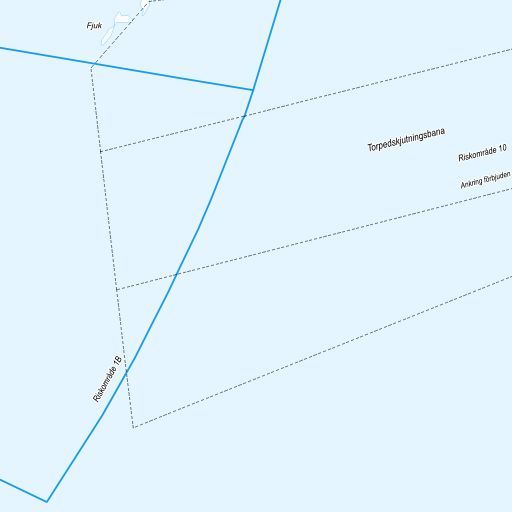 Fjuk
Torpedskjutningsbana
Riskområde 10
Ankring förbjuden
Riskområde 1B